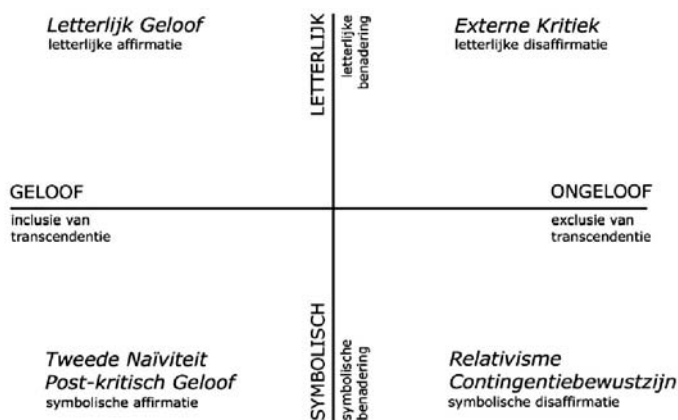 Letterlijk Geloof
letterlijke affirmatie
LETTERLIJK
letterlijke
benadering
Externe Kritiek
letterlijke disaffirmatie
GELOOF
inclusie van
transcendentie
ONGELOOF
exclusie van
transcendentie
Tweede Naïviteit
Post-kritisch Geloof
symbolische affirmatie
SYMBOLISCH
symbolische
benadering
Relativisme
Contingentiebewustzijn
symbolische disaffirmatie